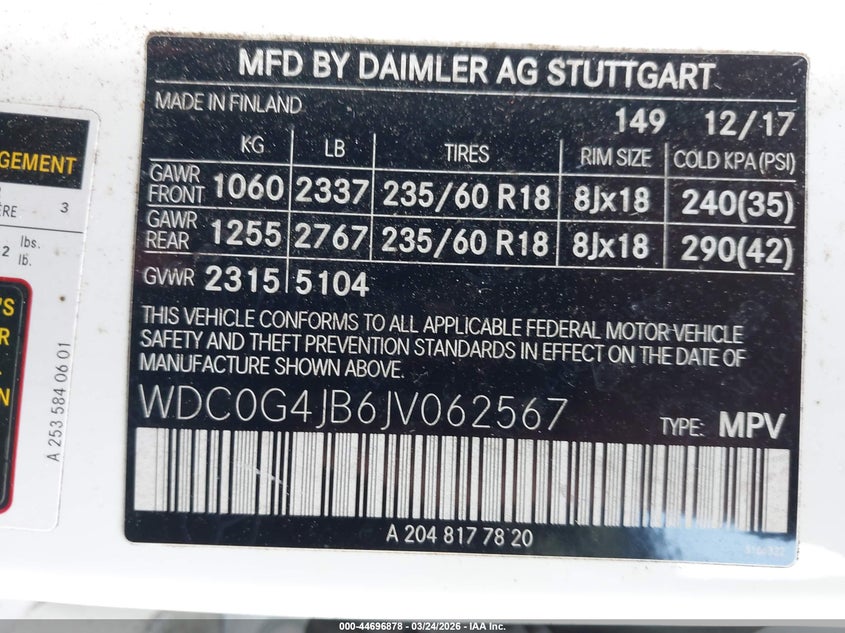 MFD BY DAIMLER AG STUTTGART
MADE IN FINLAND 149 12/17
KG LB TIRES RIM SIZE COLD KPA (PSI)
GAWR FRONT 1060 2337 235/60 R18 8Jx18 240(35)
GAWR REAR 1255 2767 235/60 R18 8Jx18 290(42)
GVWR 2315 5104
THIS VEHICLE CONFORMS TO ALL APPLICABLE FEDERAL MOTOR VEHICLE
SAFETY AND THEFT PREVENTION STANDARDS IN EFFECT ON THE DATE OF
MANUFACTURE SHOWN ABOVE.
WDC0G4JB6JV062567 TYPE: MPV
A 204 817 78 20
GEMENT
ÈRE 3
2 lbs.
lb.
'S
R
N
A 253 584 06 01
000-44696878 - 03/24/2026 - IAA Inc.